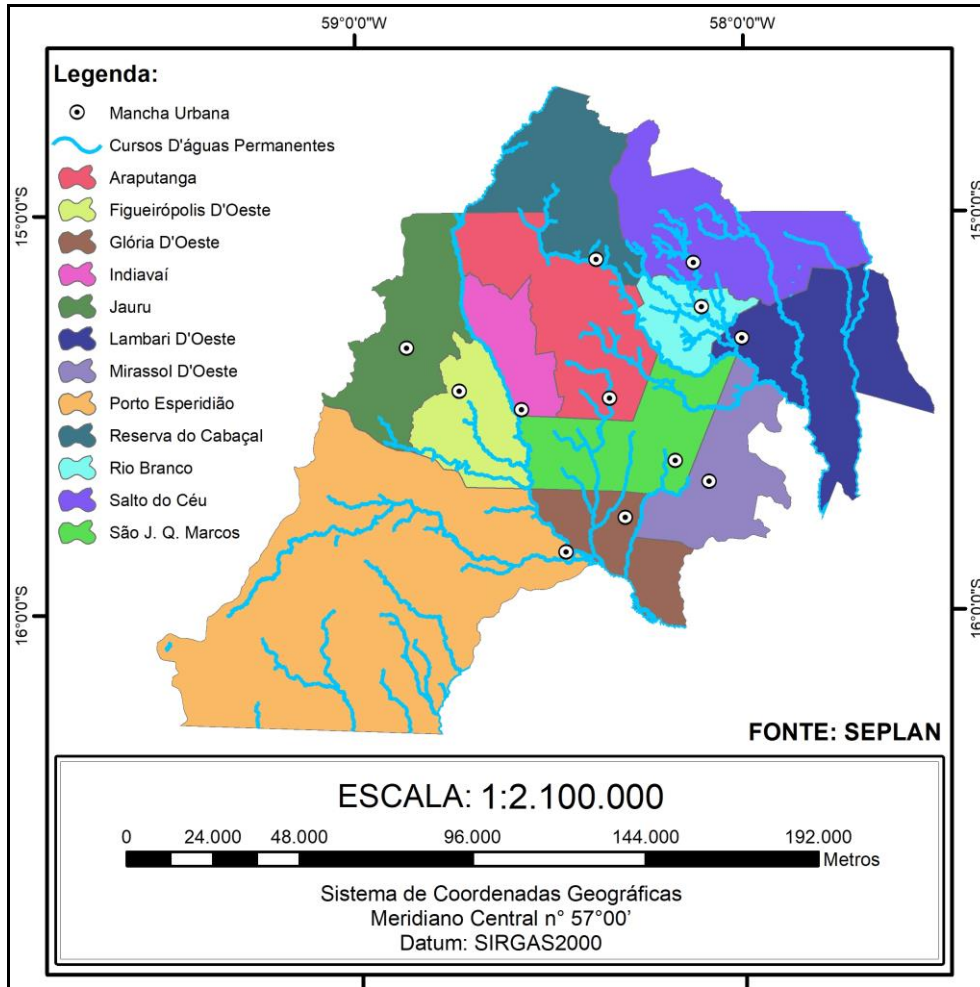 59°0'0"W
58°0'0"W
Legenda:
Mancha Urbana
Cursos D'águas Permanentes
Araputanga
Figueirópolis D'Oeste
Glória D'Oeste
Indiavaí
Jauru
Lambari D'Oeste
Mirassol D'Oeste
Porto Esperidião
Reserva do Cabaçal
Rio Branco
Salto do Céu
São J. Q. Marcos
15°0'0"S
15°0'0"S
16°0'0"S
16°0'0"S
FONTE: SEPLAN
ESCALA: 1:2.100.000
0 24.000 48.000 96.000 144.000 192.000
Metros
Sistema de Coordenadas Geográficas
Meridiano Central n° 57°00'
Datum: SIRGAS2000